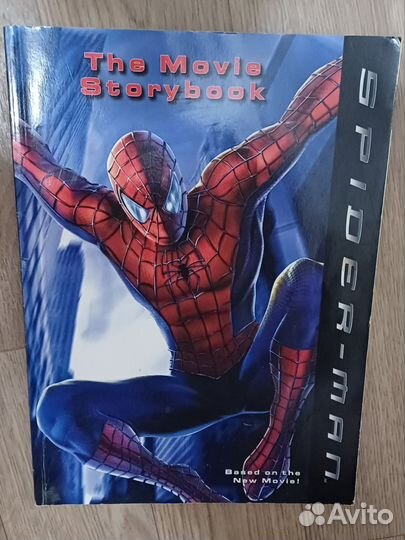 The Movie
Storybook
SPIDER-MAN
Based on the
New Movie!
Avito